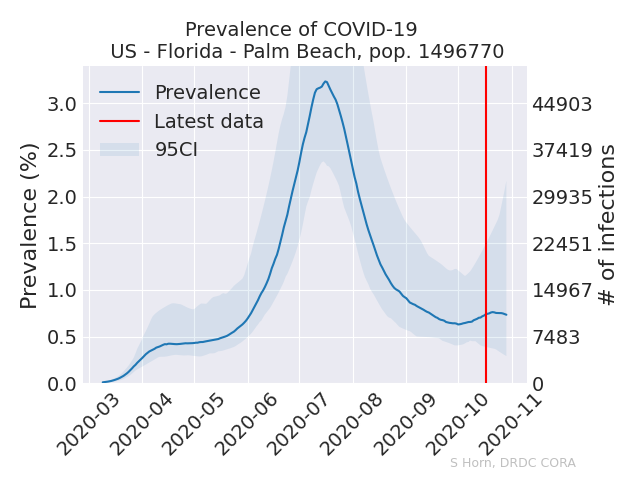 Prevalence of COVID-19
US - Florida - Palm Beach, pop. 1496770
Prevalence
Latest data
95CI
Prevalence (%)
3.0
2.5
2.0
1.5
1.0
0.5
0.0
44903
37419
29935
22451
14967
7483
0
# of infections
2020-03
2020-04
2020-05
2020-06
2020-07
2020-08
2020-09
2020-10
2020-11
S Horn, DRDC CORA